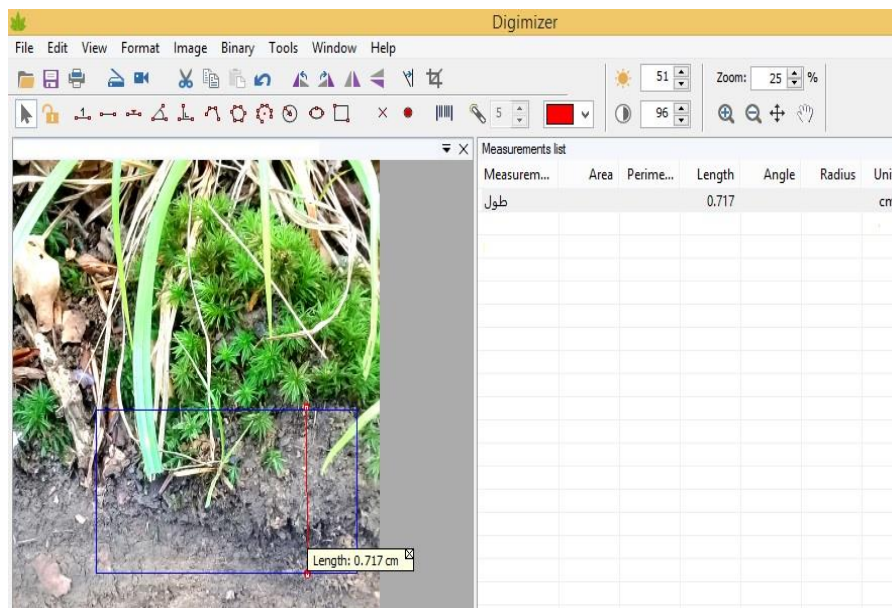 Digimizer
File Edit View Format Image Binary Tools Window Help
51 Zoom: 25 %
1 5 96
Measurements list
Measurem... Area Perime... Length Angle Radius Uni
طول 0.717 cm
Length: 0.717 cm